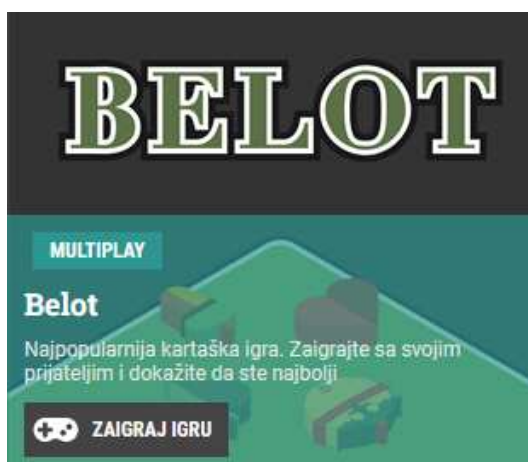 BELOT
MULTIPLAY
Belot
Najpopularnija kartaška igra. Zaigrajte sa svojim
prijateljim i dokažite da ste najbolji
ZAIGRAJ IGRU